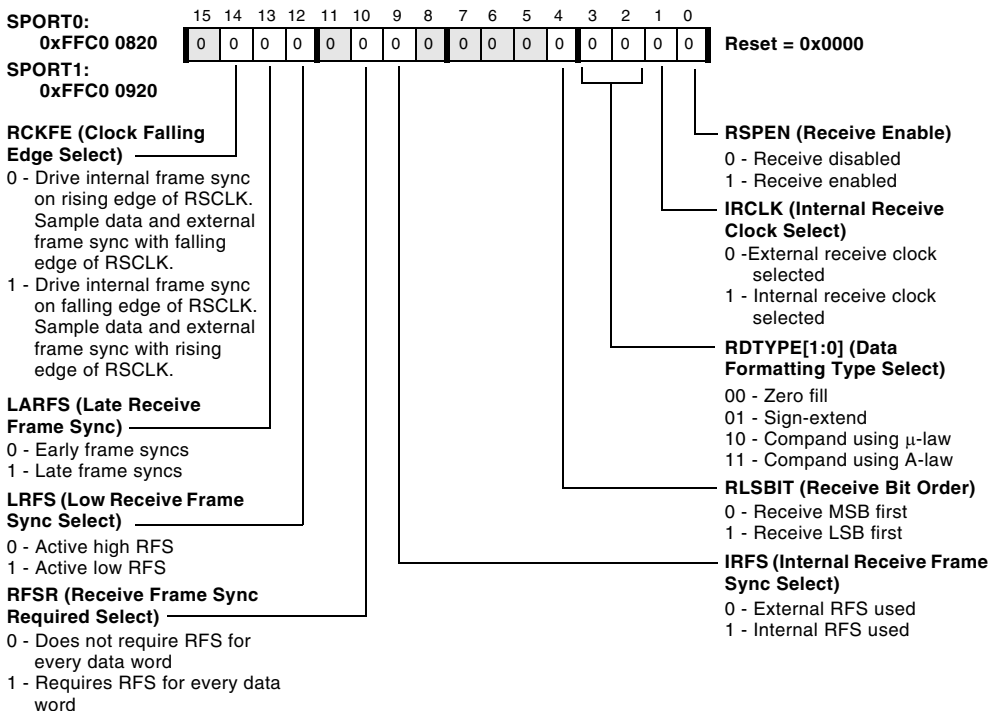 SPORT0:
0xFFC0 0820
SPORT1:
0xFFC0 0920
15 14 13 12 11 10 9 8 7 6 5 4 3 2 1 0
0 0 0 0 0 0 0 0 0 0 0 0 0 0 0 0
Reset = 0x0000
RCKFE (Clock Falling
Edge Select)
0 - Drive internal frame sync
on rising edge of RSCLK.
Sample data and external
frame sync with falling
edge of RSCLK.
1 - Drive internal frame sync
on falling edge of RSCLK.
Sample data and external
frame sync with rising
edge of RSCLK.
LARFS (Late Receive
Frame Sync)
0 - Early frame syncs
1 - Late frame syncs
LRFS (Low Receive Frame
Sync Select)
0 - Active high RFS
1 - Active low RFS
RFSR (Receive Frame Sync
Required Select)
0 - Does not require RFS for
every data word
1 - Requires RFS for every data
word
RSPEN (Receive Enable)
0 - Receive disabled
1 - Receive enabled
IRCLK (Internal Receive
Clock Select)
0 -External receive clock
selected
1 - Internal receive clock
selected
RDTYPE[1:0] (Data
Formatting Type Select)
00 - Zero fill
01 - Sign-extend
10 - Compand using μ-law
11 - Compand using A-law
RLSBIT (Receive Bit Order)
0 - Receive MSB first
1 - Receive LSB first
IRFS (Internal Receive Frame
Sync Select)
0 - External RFS used
1 - Internal RFS used